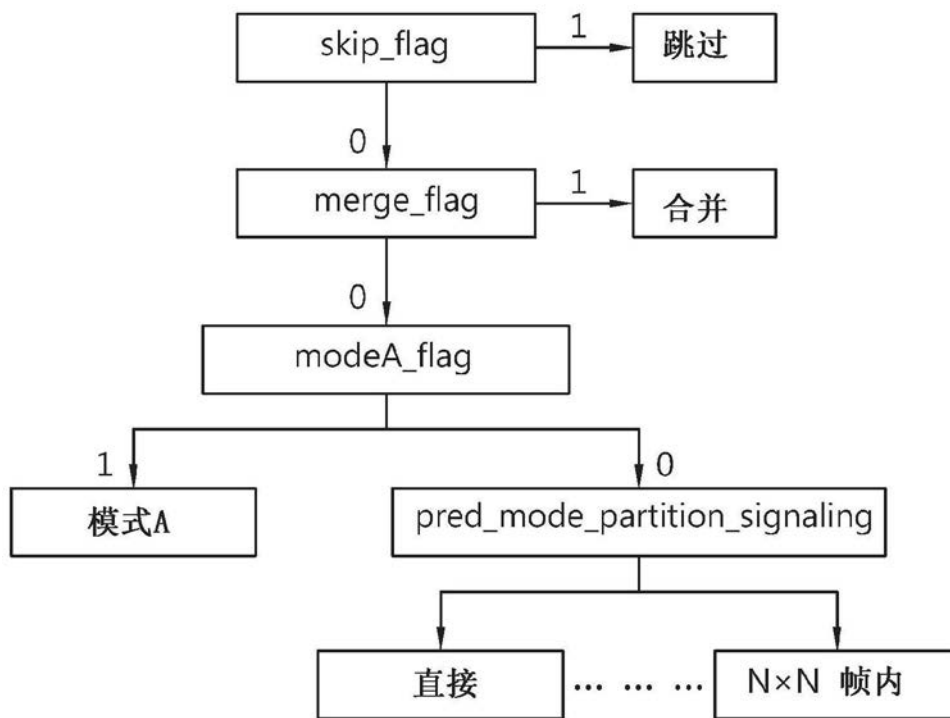 skip_flag
1
跳过
0
merge_flag
1
合并
0
modeA_flag
1
0
模式A
pred_mode_partition_signaling
直接
... ... ...
N×N 帧内